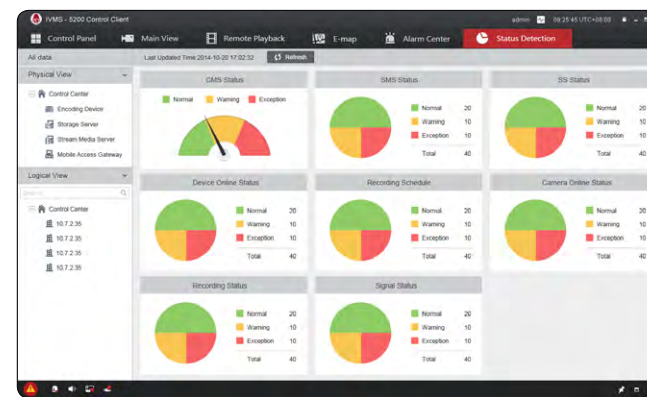 iVMS - 5200 Control Client
admin 09:25:45 UTC+08:00
Control Panel Main View Remote Playback E-map Alarm Center Status Detection
All data
Last Updated Time:2014-10-20 17:02:32 Refresh
Physical View
Control Center
Encoding Device
Storage Server
Stream Media Server
Mobile Access Gateway
Logical View
Search
Control Center
10.7.2.35
10.7.2.35
10.7.2.35
10.7.2.35
CMS Status
Normal Warning Exception
SMS Status
Normal 20
Warning 10
Exception 10
Total 40
SS Status
Normal 20
Warning 10
Exception 10
Total 40
Device Online Status
Normal 20
Warning 10
Exception 10
Total 40
Recording Schedule
Normal 20
Warning 10
Exception 10
Total 40
Camera Online Status
Normal 20
Warning 10
Exception 10
Total 40
Recording Status
Normal 20
Warning 10
Exception 10
Total 40
Signal Status
Normal 20
Warning 10
Exception 10
Total 40